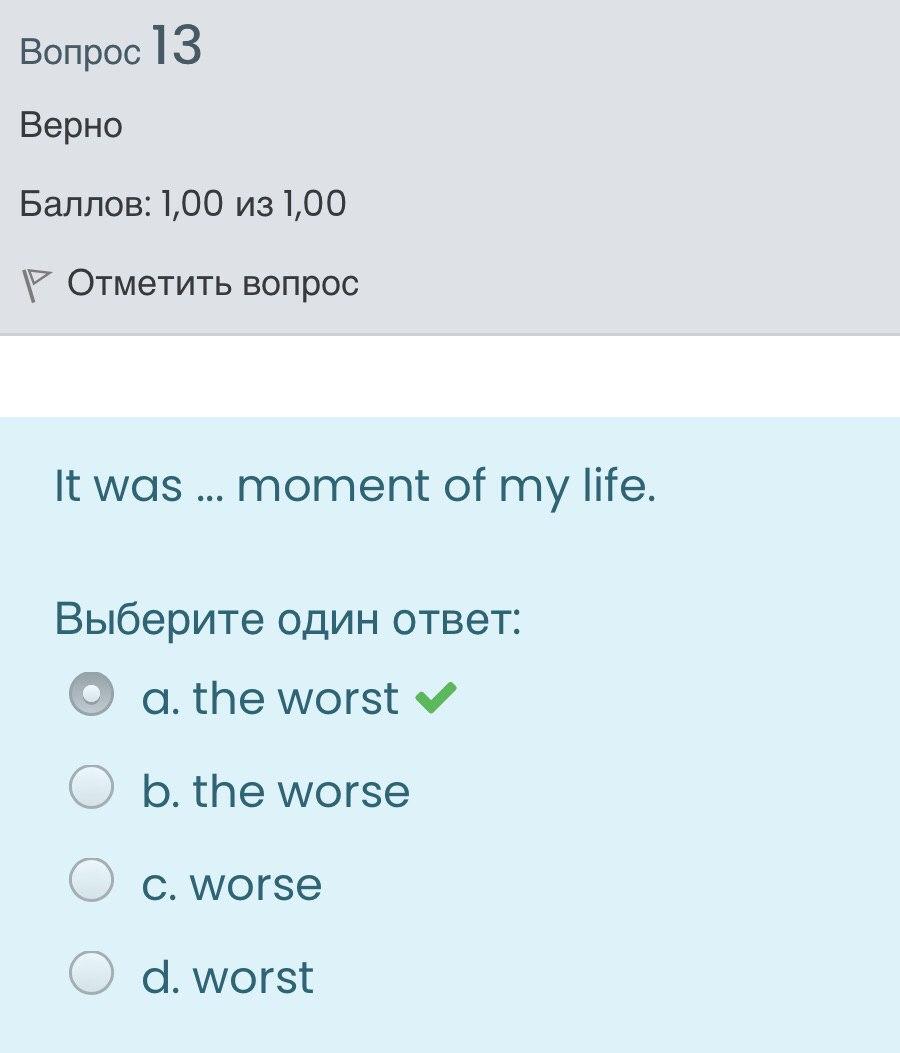 Вопрос 13
Верно
Баллов: 1,00 из 1,00
Отметить вопрос
It was ... moment of my life.
Выберите один ответ:
a. the worst
b. the worse
c. worse
d. worst